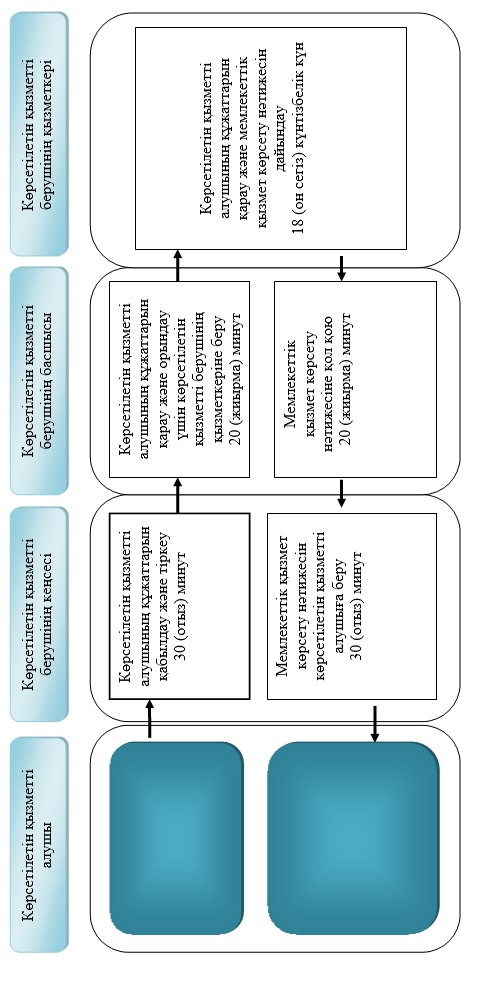 Көрсетілетін қызметті
алушы
Көрсетілетін қызметті
берушінің кеңсесі
Көрсетілетін қызметті
берушінің басшысы
Көрсетілетін қызметті
берушінің қызметкері
Көрсетілетін қызметті
алушының құжаттарын
қабылдау және тіркеу
30 (отыз) минут
Көрсетілетін қызметті
алушының құжаттарын
қарау және орындау
үшін көрсетілетін
қызметті берушінің
қызметкеріне беру
20 (жиырма) минут
Көрсетілетін қызметті
алушының құжаттарын
қарау және мемлекеттік
қызмет көрсету нәтижесін
дайындау
18 (он сегіз) күнтізбелік күн
Мемлекеттік қызмет
көрсету нәтижесін
көрсетілетін қызметті
алушыға беру
30 (отыз) минут
Мемлекеттік
қызмет көрсету
нәтижесіне қол қою
20 (жиырма) минут